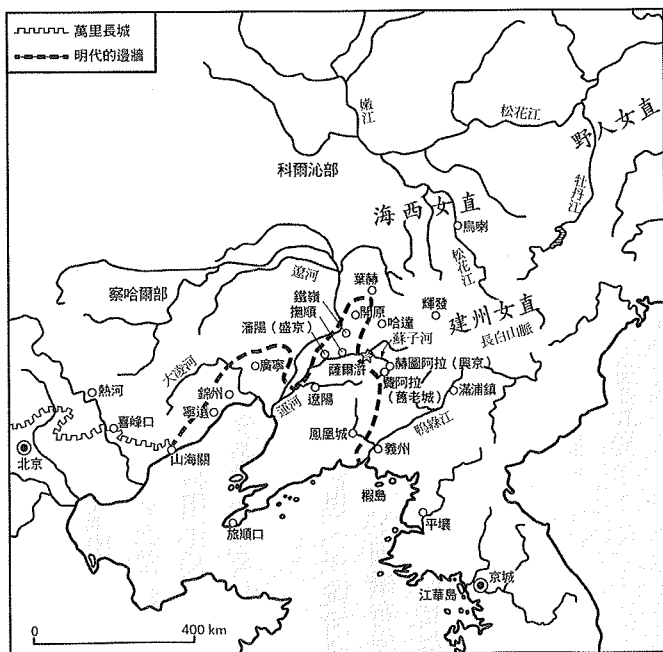 萬里長城
明代的邊牆
嫩江
松花江
野人女直
科爾沁部
牡丹江
海西女直
烏喇
松花江
察哈爾部
遼河
葉赫
鐵嶺
開原
輝發
撫順
哈達
建州女直
瀋陽（盛京）
蘇子河
長白山脈
大凌河
廣寧
薩爾滸
赫圖阿拉（興京）
熱河
錦州
費阿拉
（舊老城）
滿浦鎮
遼陽
寧遠
渾河
喜峰口
鳳凰城
鴨綠江
北京
山海關
義州
椵島
旅順口
平壤
京城
江華島
0
400 km